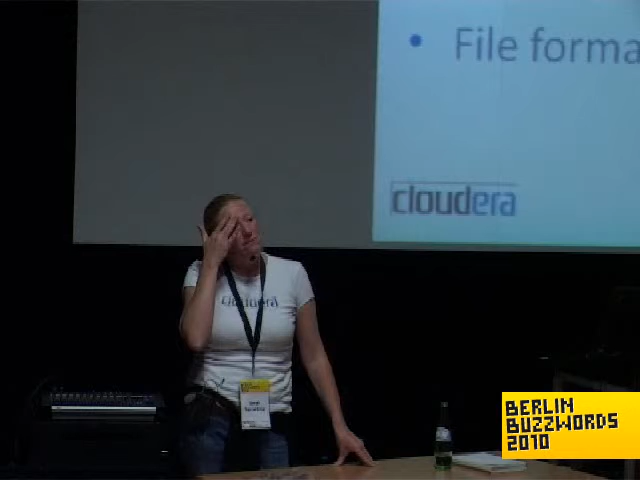 • File forma
cloudera
cloudera
BERLIN
BUZZWORDS
2010